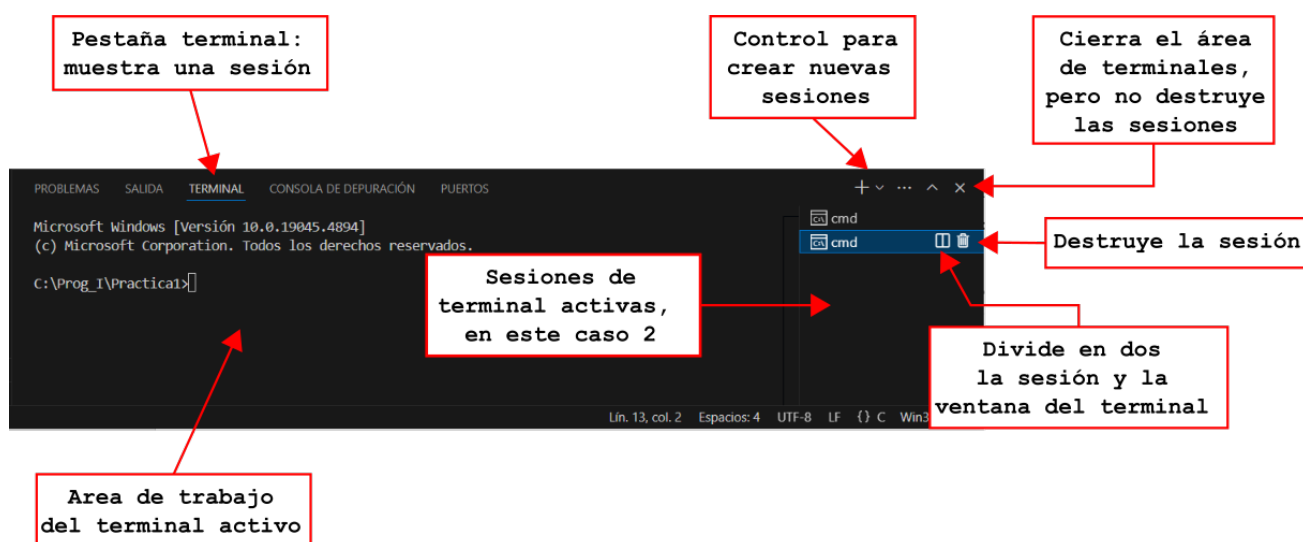 Pestaña terminal:
muestra una sesión
Control para
crear nuevas
sesiones
Cierra el área
de terminales,
pero no destruye
las sesiones
PROBLEMAS SALIDA TERMINAL CONSOLA DE DEPURACIÓN PUERTOS
Microsoft Windows [Versión 10.0.19045.4894]
(c) Microsoft Corporation. Todos los derechos reservados.
C:\Prog_I\Practica1>
cmd
cmd
Destruye la sesión
Sesiones de
terminal activas,
en este caso 2
Divide en dos
la sesión y la
ventana del terminal
Lín. 13, col. 2 Espacios: 4 UTF-8 LF {} C
Area de trabajo
del terminal activo